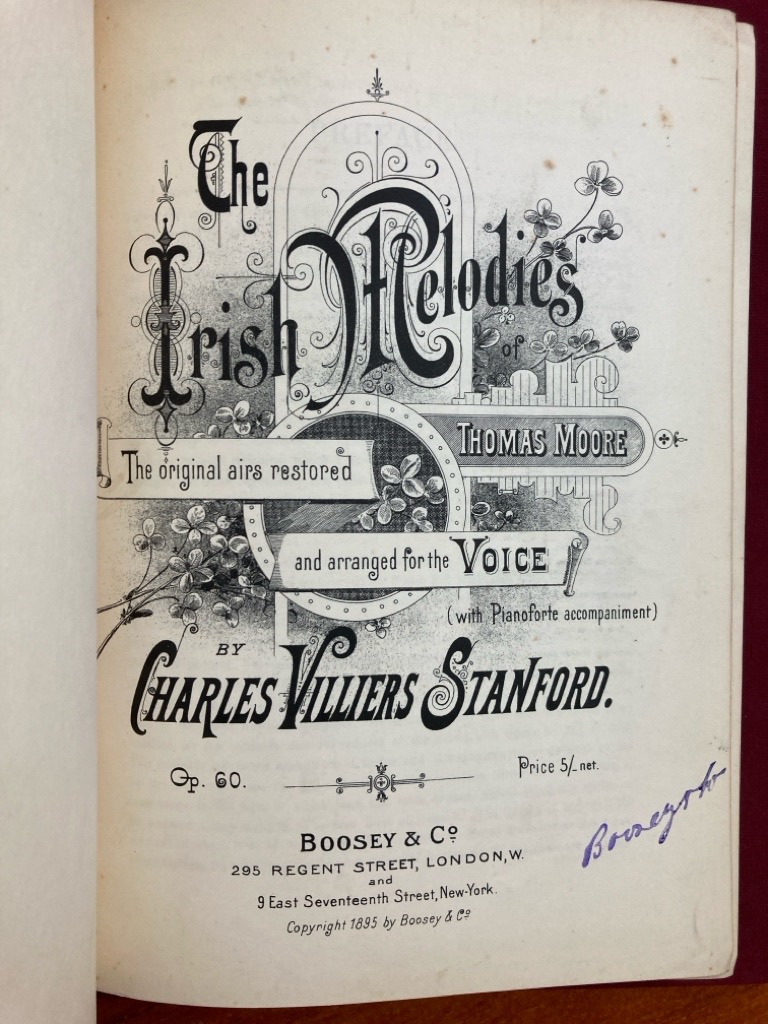 The
Irish Melodies
of
THOMAS MOORE
The original airs restored
and arranged for the VOICE
(with Pianoforte accompaniment)
BY
CHARLES VILLIERS STANFORD.
Op. 60.
Price 5/- net.
BOOSEY & Co
295 REGENT STREET, LONDON, W.
and
9 East Seventeenth Street, New-York.
Copyright 1895 by Boosey & Co
Boosey & Co